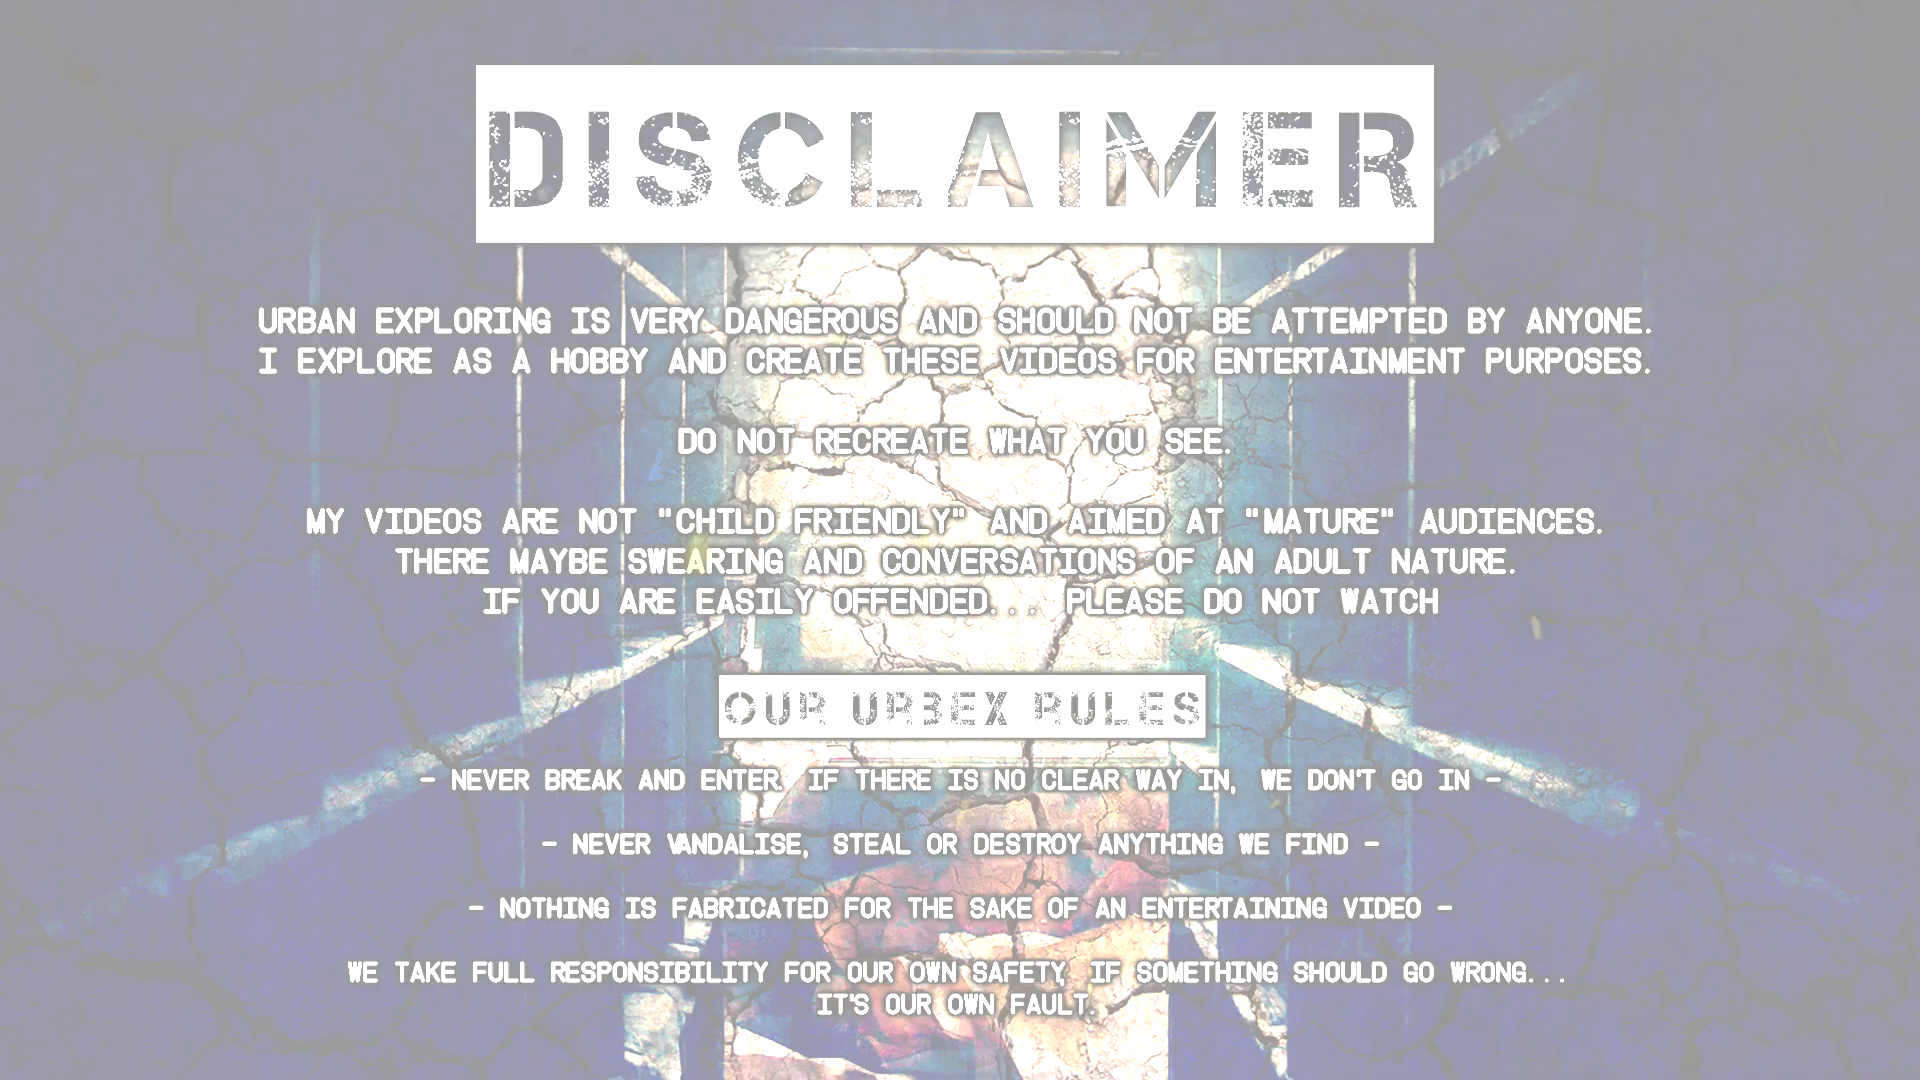 DISCLAIMER
URBAN EXPLORING IS VERY DANGEROUS AND SHOULD NOT BE ATTEMPTED BY ANYONE.
I EXPLORE AS A HOBBY AND CREATE THESE VIDEOS FOR ENTERTAINMENT PURPOSES.
DO NOT RECREATE WHAT YOU SEE.
MY VIDEOS ARE NOT "CHILD FRIENDLY" AND AIMED AT "MATURE" AUDIENCES.
THERE MAYBE SWEARING AND CONVERSATIONS OF AN ADULT NATURE.
IF YOU ARE EASILY OFFENDED... PLEASE DO NOT WATCH
OUR URBEX RULES
- NEVER BREAK AND ENTER. IF THERE IS NO CLEAR WAY IN, WE DON'T GO IN -
- NEVER VANDALISE, STEAL OR DESTROY ANYTHING WE FIND -
- NOTHING IS FABRICATED FOR THE SAKE OF AN ENTERTAINING VIDEO -
WE TAKE FULL RESPONSIBILITY FOR OUR OWN SAFETY, IF SOMETHING SHOULD GO WRONG...
IT'S OUR OWN FAULT.